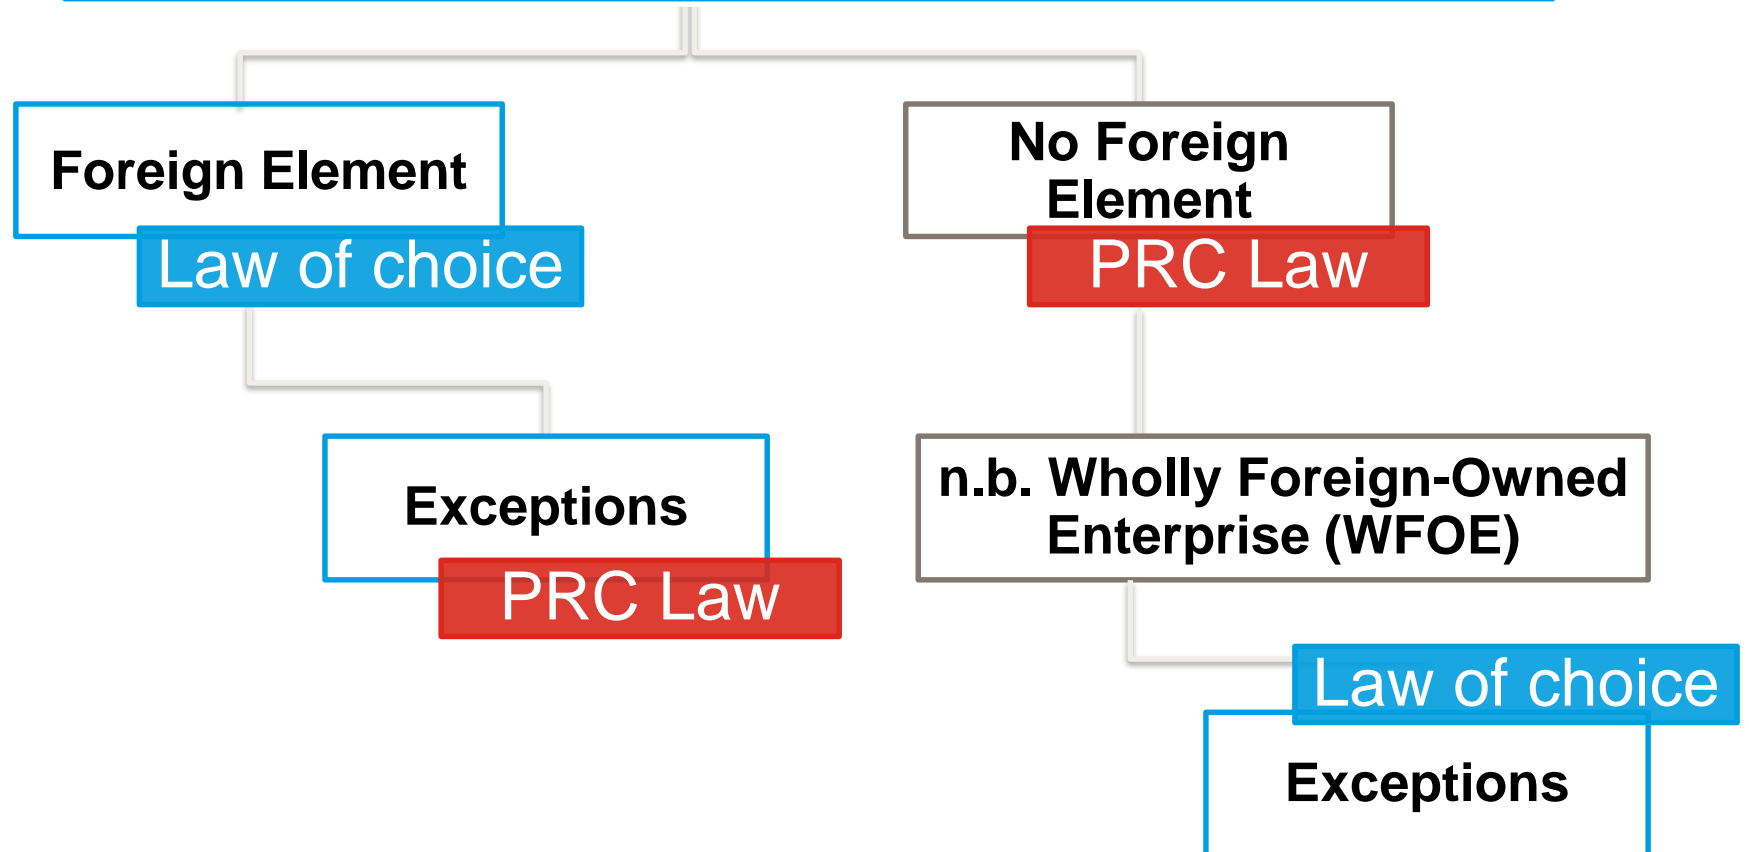 Foreign Element
Law of choice
No Foreign
Element
PRC Law
Exceptions
PRC Law
n.b. Wholly Foreign-Owned
Enterprise (WFOE)
Law of choice
Exceptions